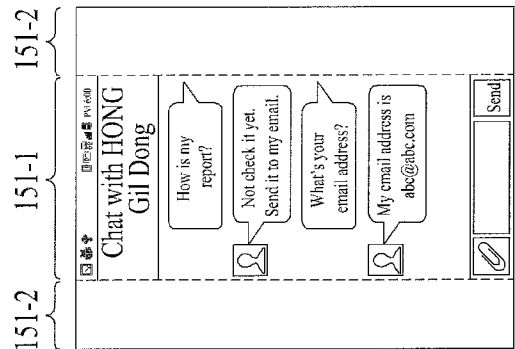 151-2
151-1
151-2
PM 6:00
Chat with HONG
Gil Dong
How is my
report?
Not check it yet.
Send it to my email.
What's your
email address?
My email address is
abc@abc.com
Send